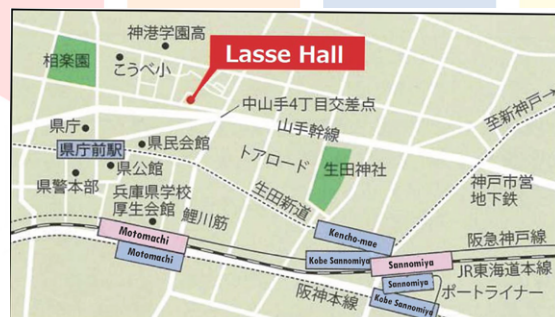 神港学園高
相楽園
こうべ小
Lasse Hall
中山手4丁目交差点
至新神戸→
県庁
県民会館
山手幹線
県庁前駅
県公館
トアロード
生田神社
県警本部
兵庫県学校
厚生会館
鯉川筋
生田新道
神戸市営
地下鉄
Motomachi
Motomachi
Kencho-mae
Kobe Sannomiya
Sannomiya
阪急神戸線
JR東海道本線
Sannomiya
ポートライナー
阪神本線
Kobe Sannomiya